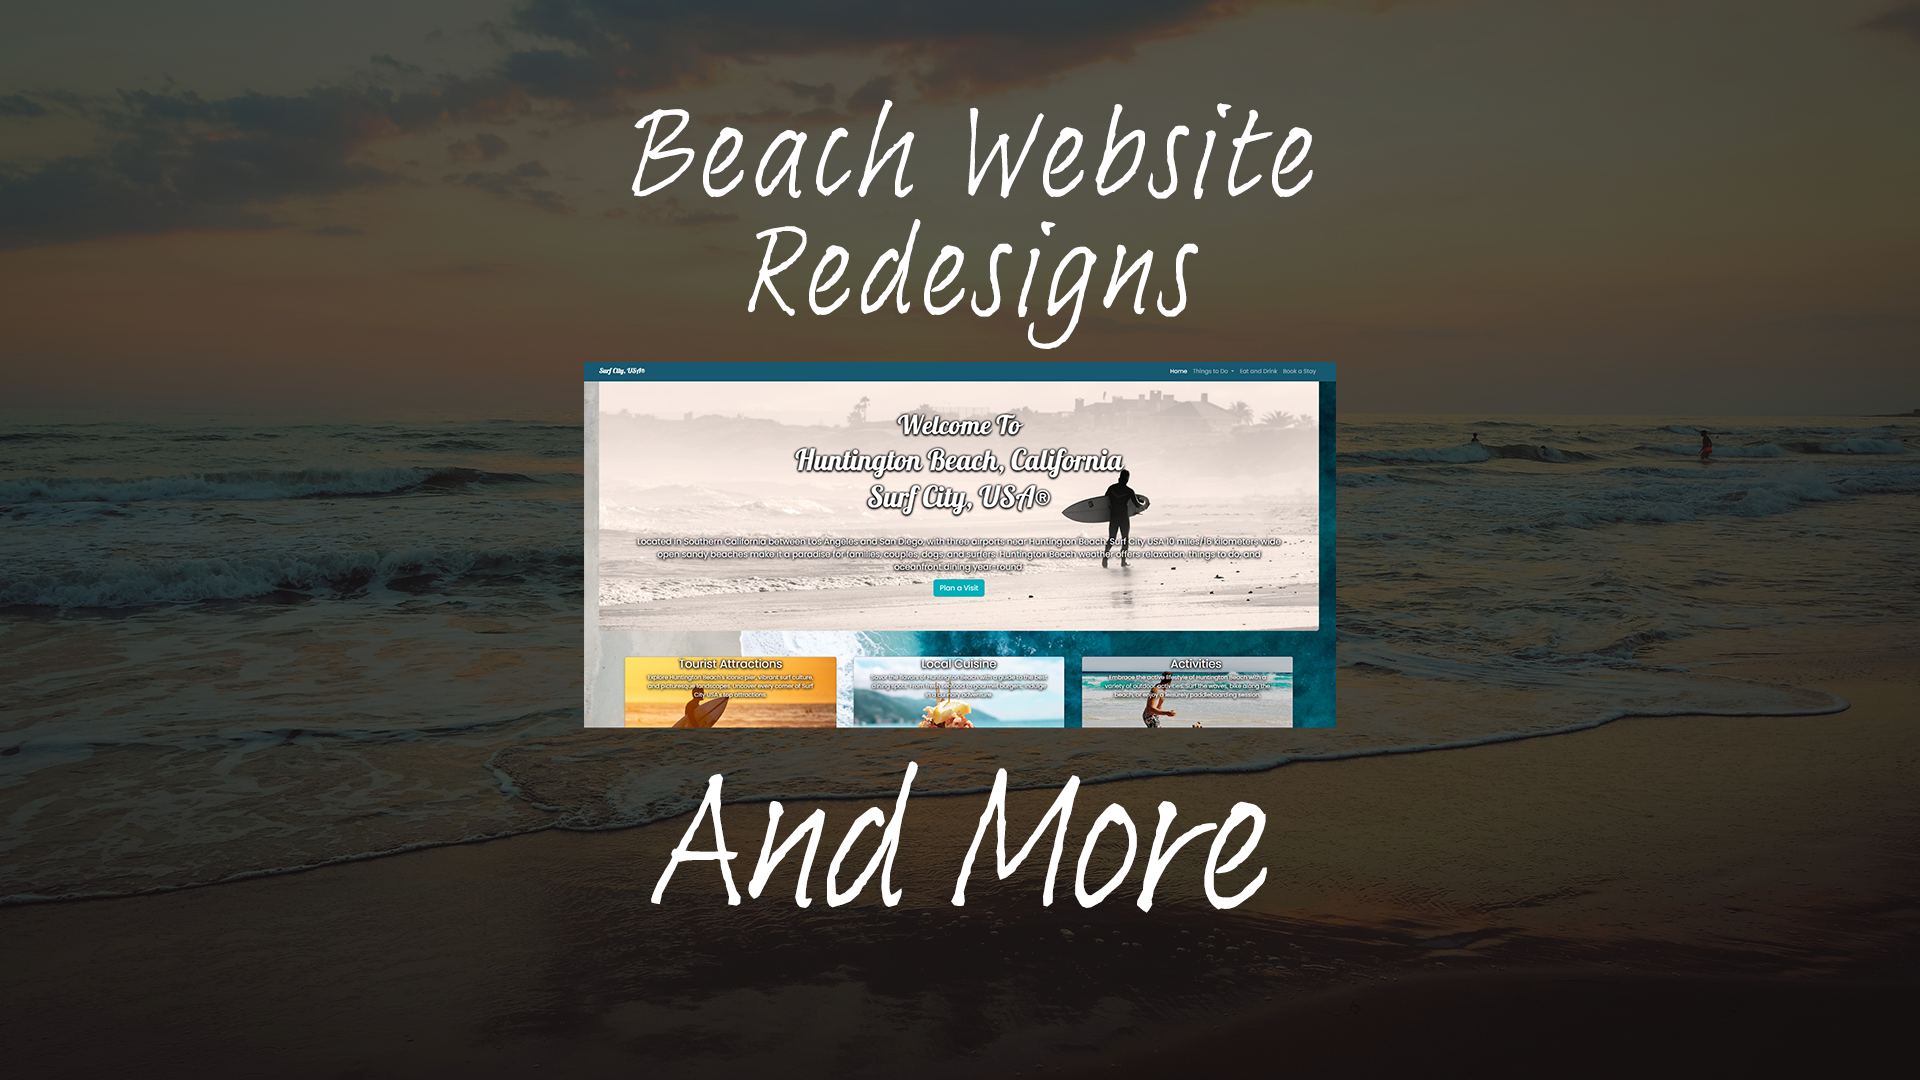 Beach Website
Redesigns
Surf City, USA®
Home Things to Do Eat and Drink Book a Stay
Welcome To
Huntington Beach, California
Surf City, USA®
Located in Southern California between Los Angeles and San Diego, with three airports near Huntington Beach, Surf City USA 10 miles/16 kilometers, wide
open sandy beaches make it a paradise for families, couples, dogs, and surfers. Huntington Beach weather offers relaxation, things to do, and
oceanfront dining year-round.
Plan a Visit
Tourist Attractions
Explore Huntington Beach's iconic pier, vibrant surf culture,
and picturesque landscapes. Uncover every corner of Surf
City USA's top attractions.
Local Cuisine
Savor the flavors of Huntington Beach with a guide to the best
dining spots. From fresh seafood to gourmet burgers, indulge
in a culinary adventure.
Activities
Embrace the active lifestyle of Huntington Beach with a
variety of outdoor activities. Surf the waves, bike along the
beach, or enjoy a leisurely paddleboarding session.
And More